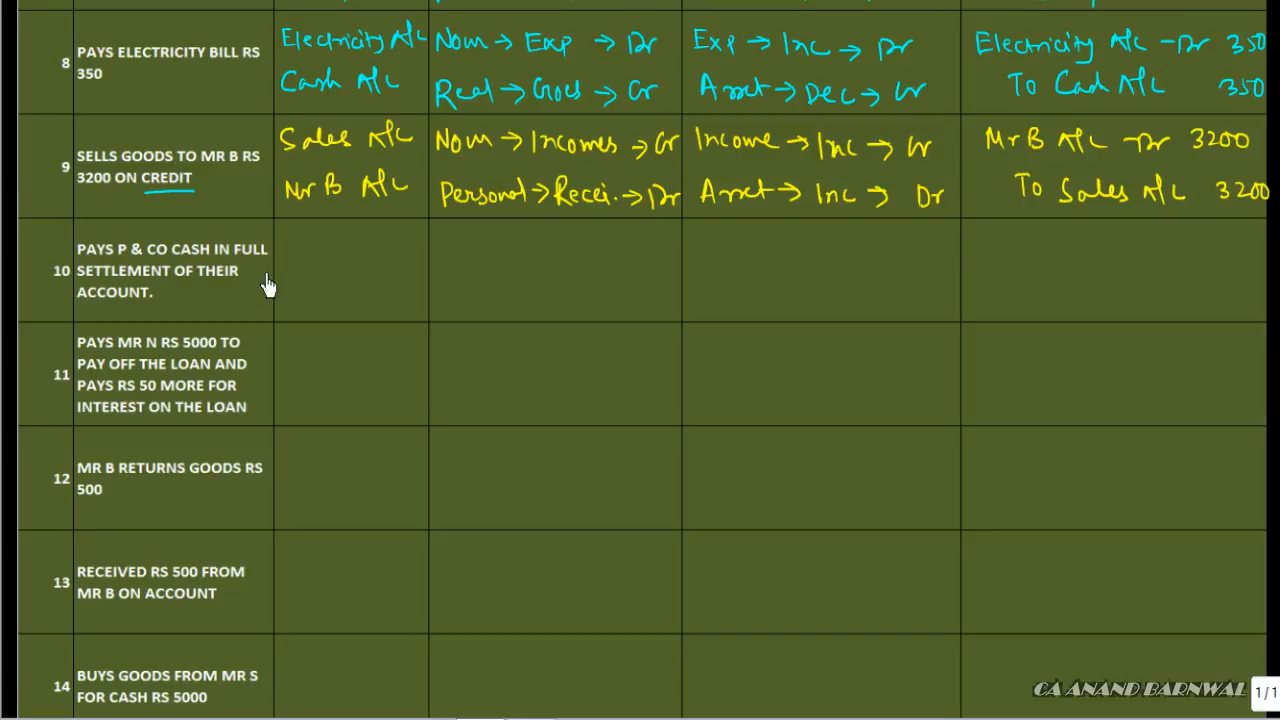 8
PAYS ELECTRICITY BILL RS
350
Electricity A/c
Cash A/c
Nom → Exp → Dr
Real → Goes → Cr
Exp → Inc → Dr
Asset → Dec → Cr
Electricity A/c - Dr 350
To Cash A/c 350
9
SELLS GOODS TO MR B RS
3200 ON CREDIT
Sales A/c
Mr B A/c
Nom → Incomes → Cr
Personal → Recei. → Dr
Income → Inc → Cr
Asset → Inc → Dr
Mr B A/c - Dr 3200
To Sales A/c 3200
10
PAYS P & CO CASH IN FULL
SETTLEMENT OF THEIR
ACCOUNT.
11
PAYS MR N RS 5000 TO
PAY OFF THE LOAN AND
PAYS RS 50 MORE FOR
INTEREST ON THE LOAN
12
MR B RETURNS GOODS RS
500
13
RECEIVED RS 500 FROM
MR B ON ACCOUNT
14
BUYS GOODS FROM MR S
FOR CASH RS 5000
CA ANAND BARNWAL
1/1